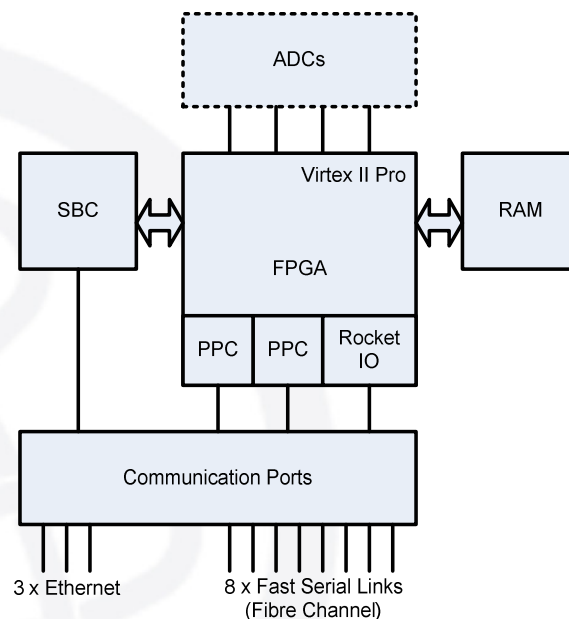 ADCs
Virtex II Pro
SBC
RAM
FPGA
PPC
PPC
Rocket
IO
Communication Ports
3 x Ethernet
8 x Fast Serial Links
(Fibre Channel)